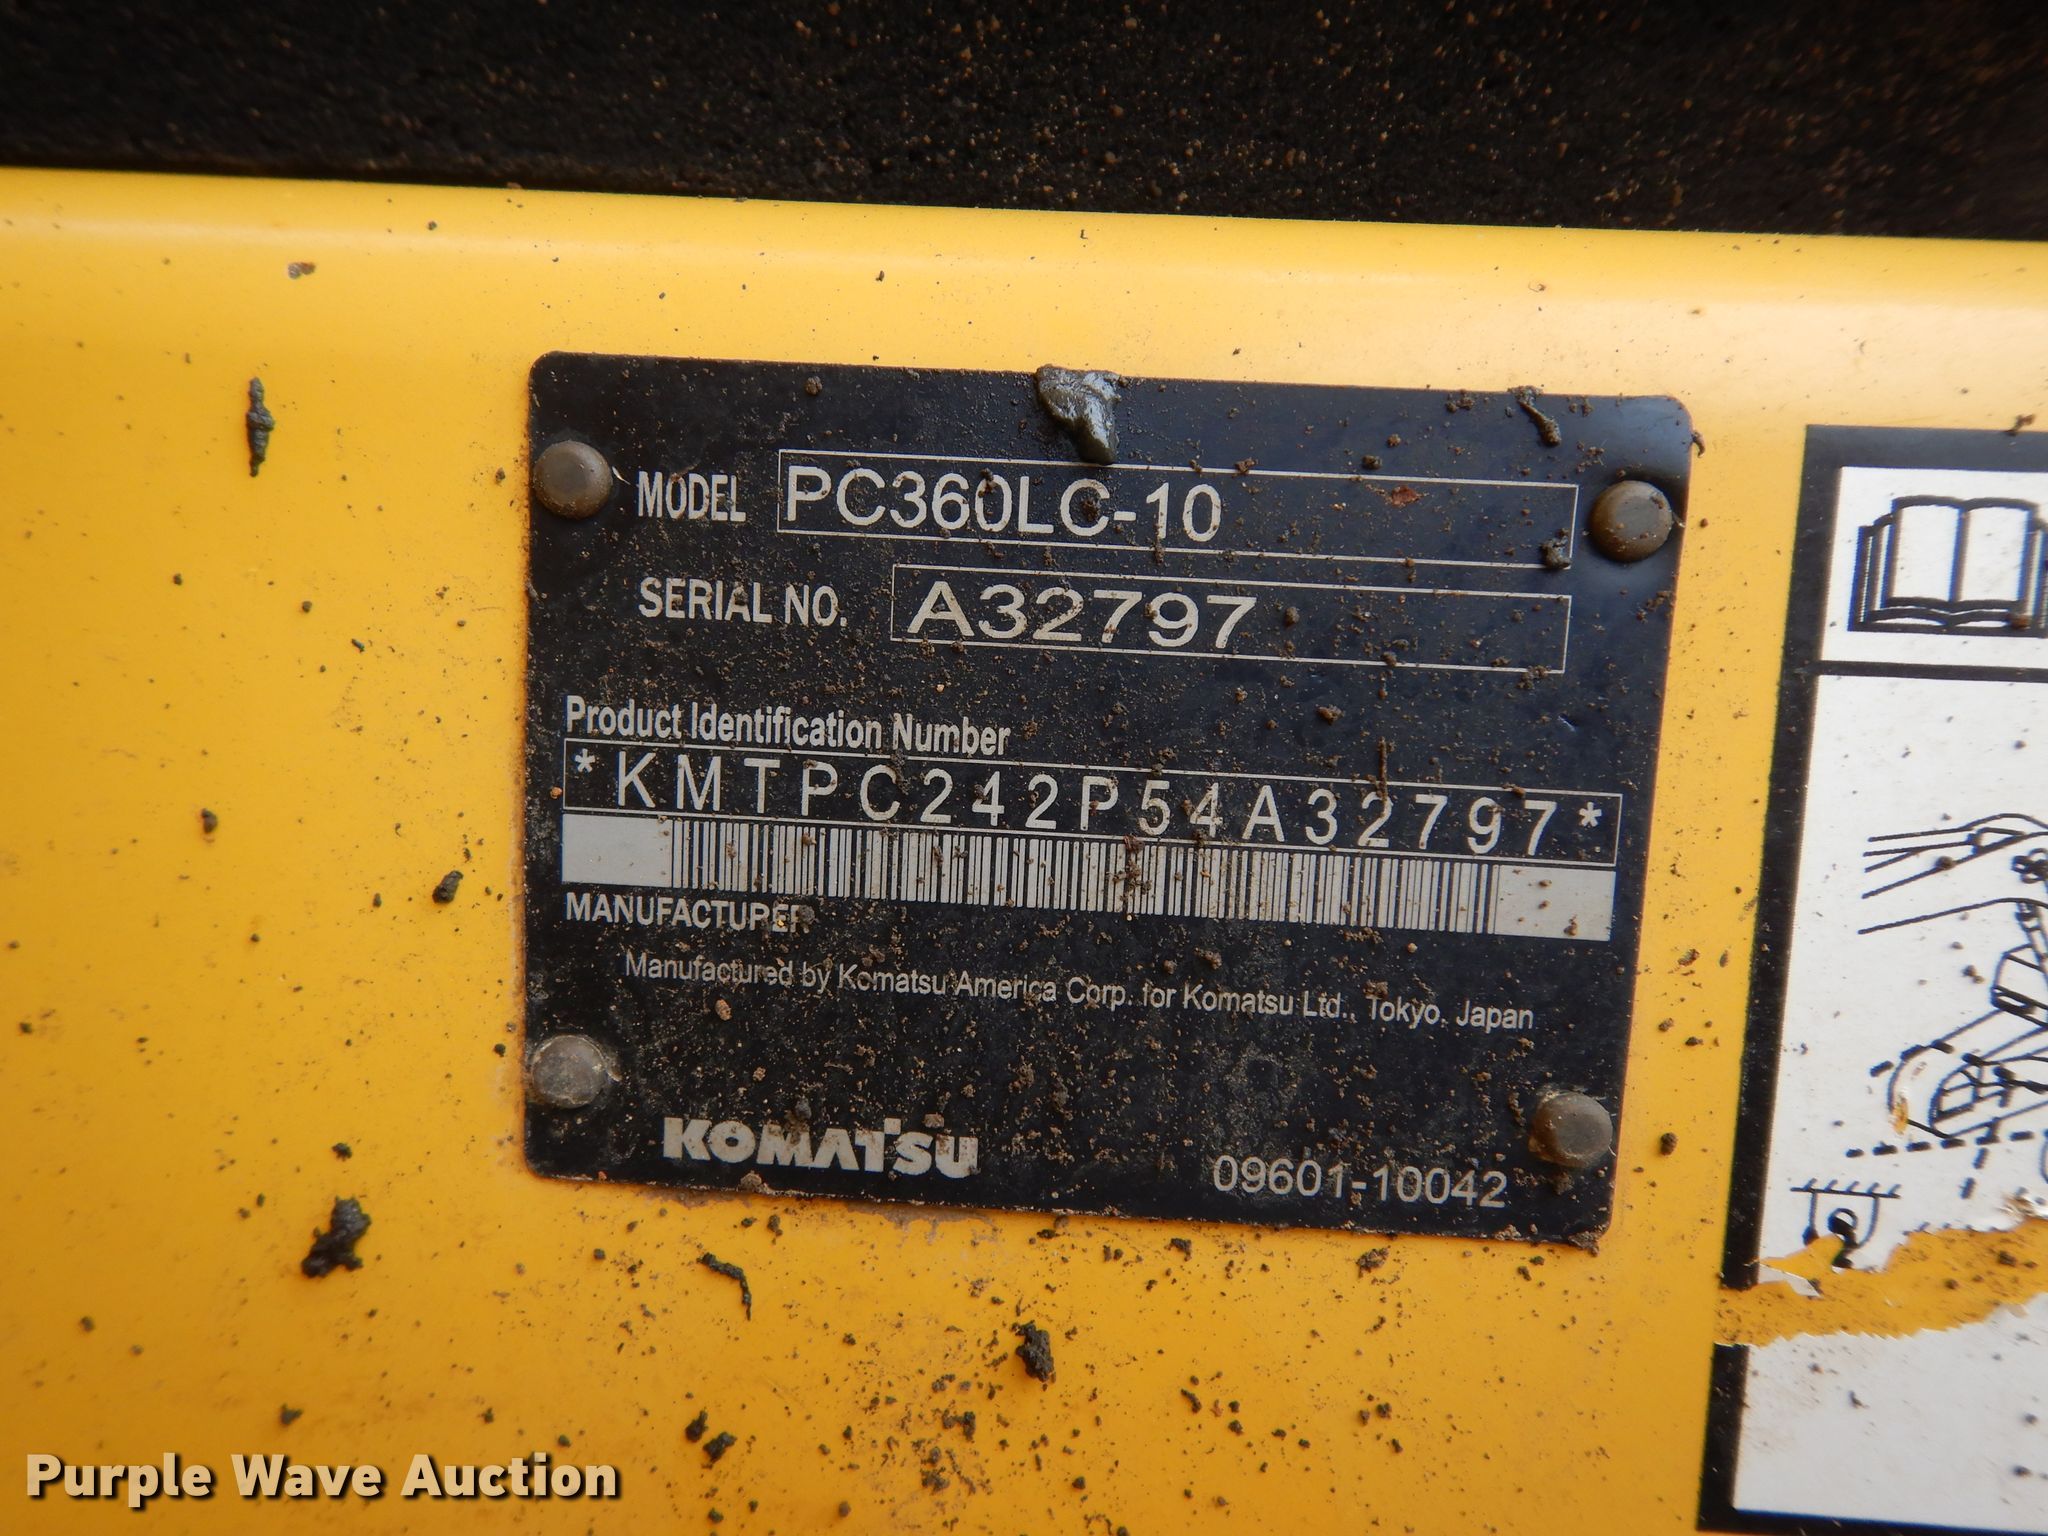 MODEL PC360LC-10
SERIAL NO. A32797
Product Identification Number
*KMTPC242P54A32797*
MANUFACTURER
Manufactured by Komatsu America Corp. for Komatsu Ltd., Tokyo, Japan
KOMATSU
09601-10042
Purple Wave Auction